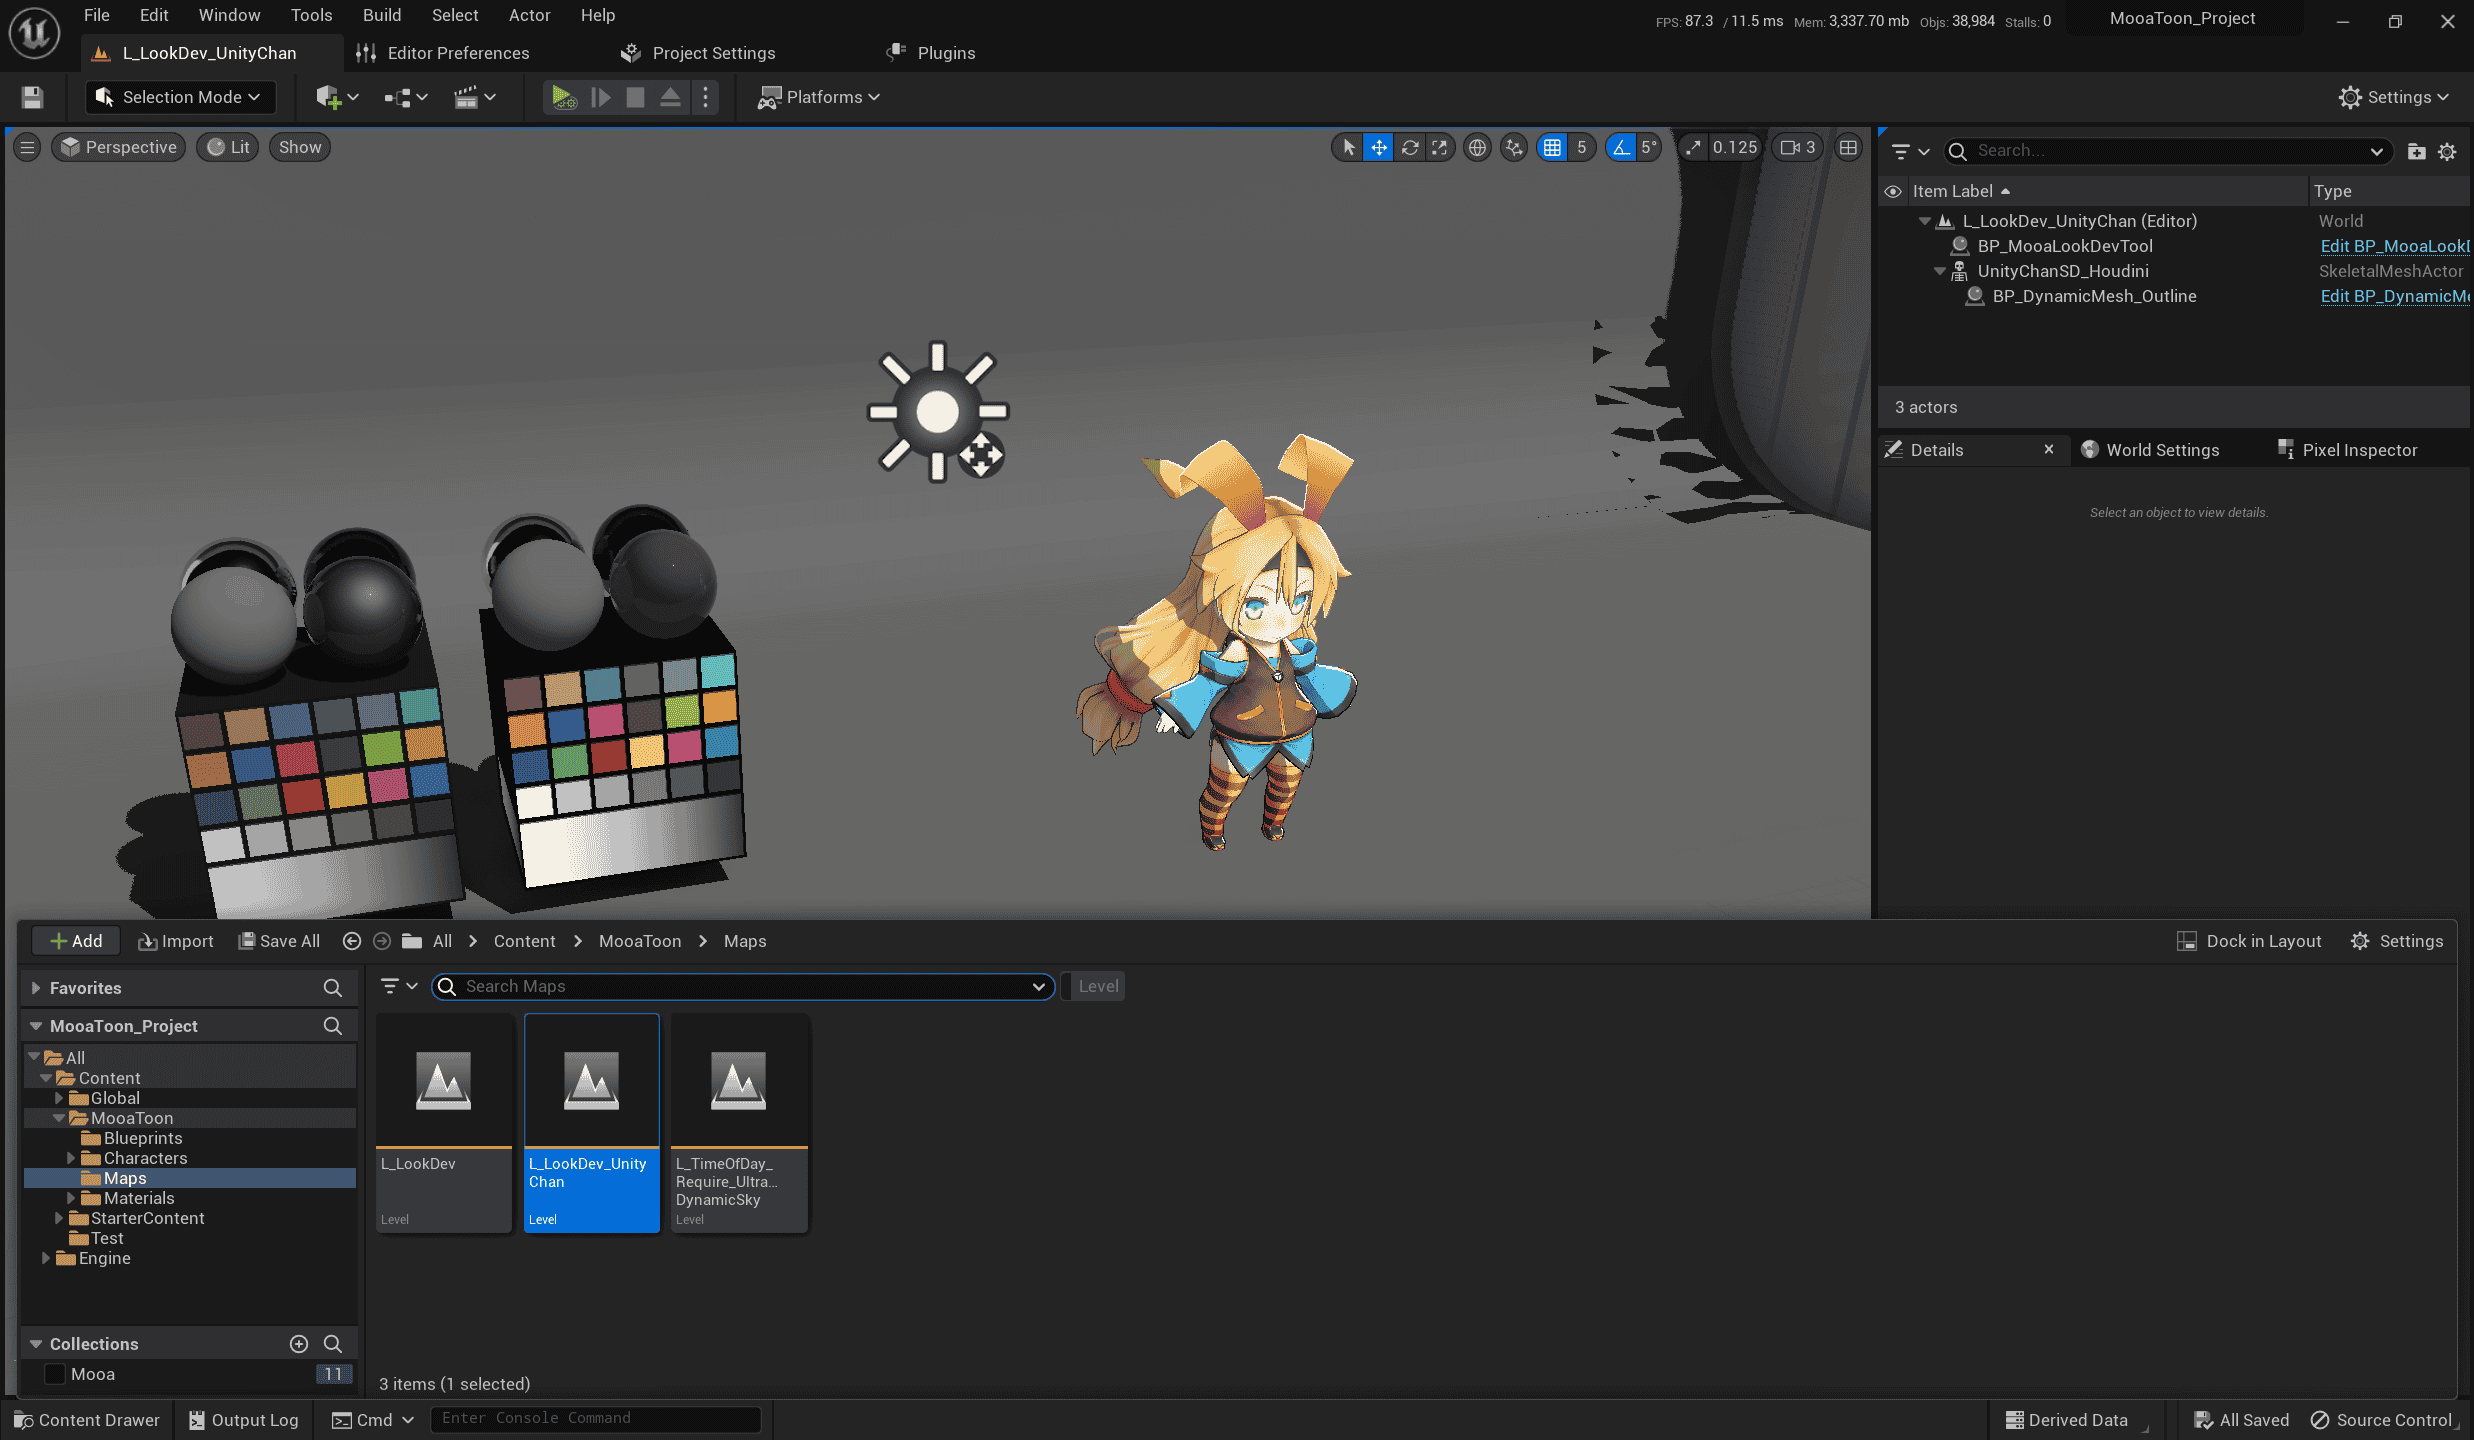 File Edit Window Tools Build Select Actor Help
FPS: 87.3 / 11.5 ms Mem: 3,337.70 mb Objs: 38,984 Stalls: 0
MooaToon_Project
L_LookDev_UnityChan
Editor Preferences
Project Settings
Plugins
Selection Mode
Platforms
Settings
Perspective
Lit
Show
5
5°
0.125
3
Search...
Item Label
Type
L_LookDev_UnityChan (Editor)
World
BP_MooaLookDevTool
Edit BP_MooaLook
UnityChanSD_Houdini
SkeletalMeshActor
BP_DynamicMesh_Outline
Edit BP_DynamicM
3 actors
Details
World Settings
Pixel Inspector
Select an object to view details.
Add
Import
Save All
All
Content
MooaToon
Maps
Dock in Layout
Settings
Favorites
Search Maps
Level
MooaToon_Project
All
Content
Global
MooaToon
Blueprints
Characters
Maps
Materials
StarterContent
Test
Engine
L_LookDev
Level
L_LookDev_Unity
Chan
Level
L_TimeOfDay_
Require_Ultra...
DynamicSky
Level
Collections
Mooa
11
3 items (1 selected)
Content Drawer
Output Log
Cmd
Enter Console Command
Derived Data
All Saved
Source Control